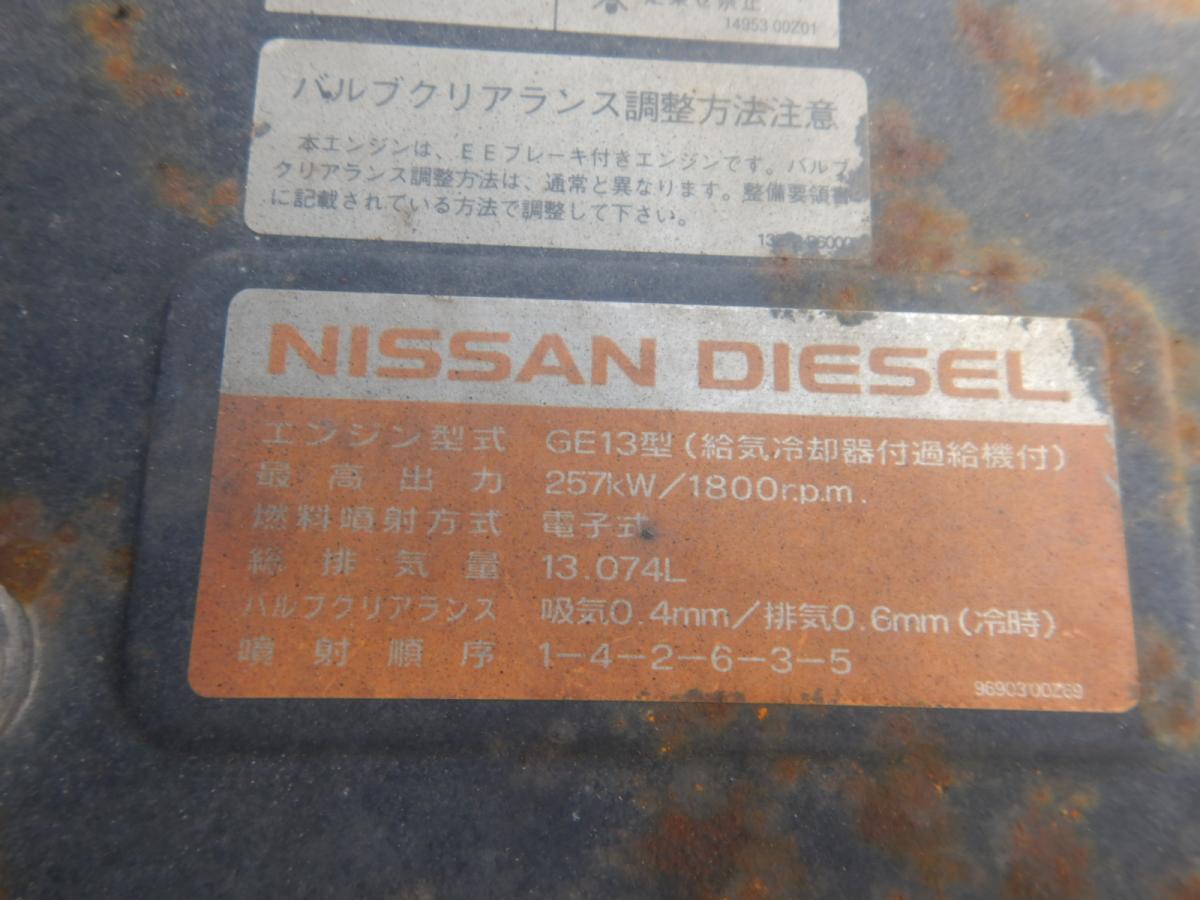 14953 00Z01
バルブクリアランス調整方法注意
本エンジンは、EEブレーキ付きエンジンです。バルブ
クリアランス調整方法は、通常と異なります。整備要領書
に記載されている方法で調整して下さい。
NISSAN DIESEL
エンジン型式 GE13型(給気冷却器付過給機付)
最高出力 257kW/1800r.p.m.
燃料噴射方式 電子式
総排気量 13.074L
バルブクリアランス 吸気0.4mm/排気0.6mm(冷時)
噴射順序 1-4-2-6-3-5
96903 00Z69